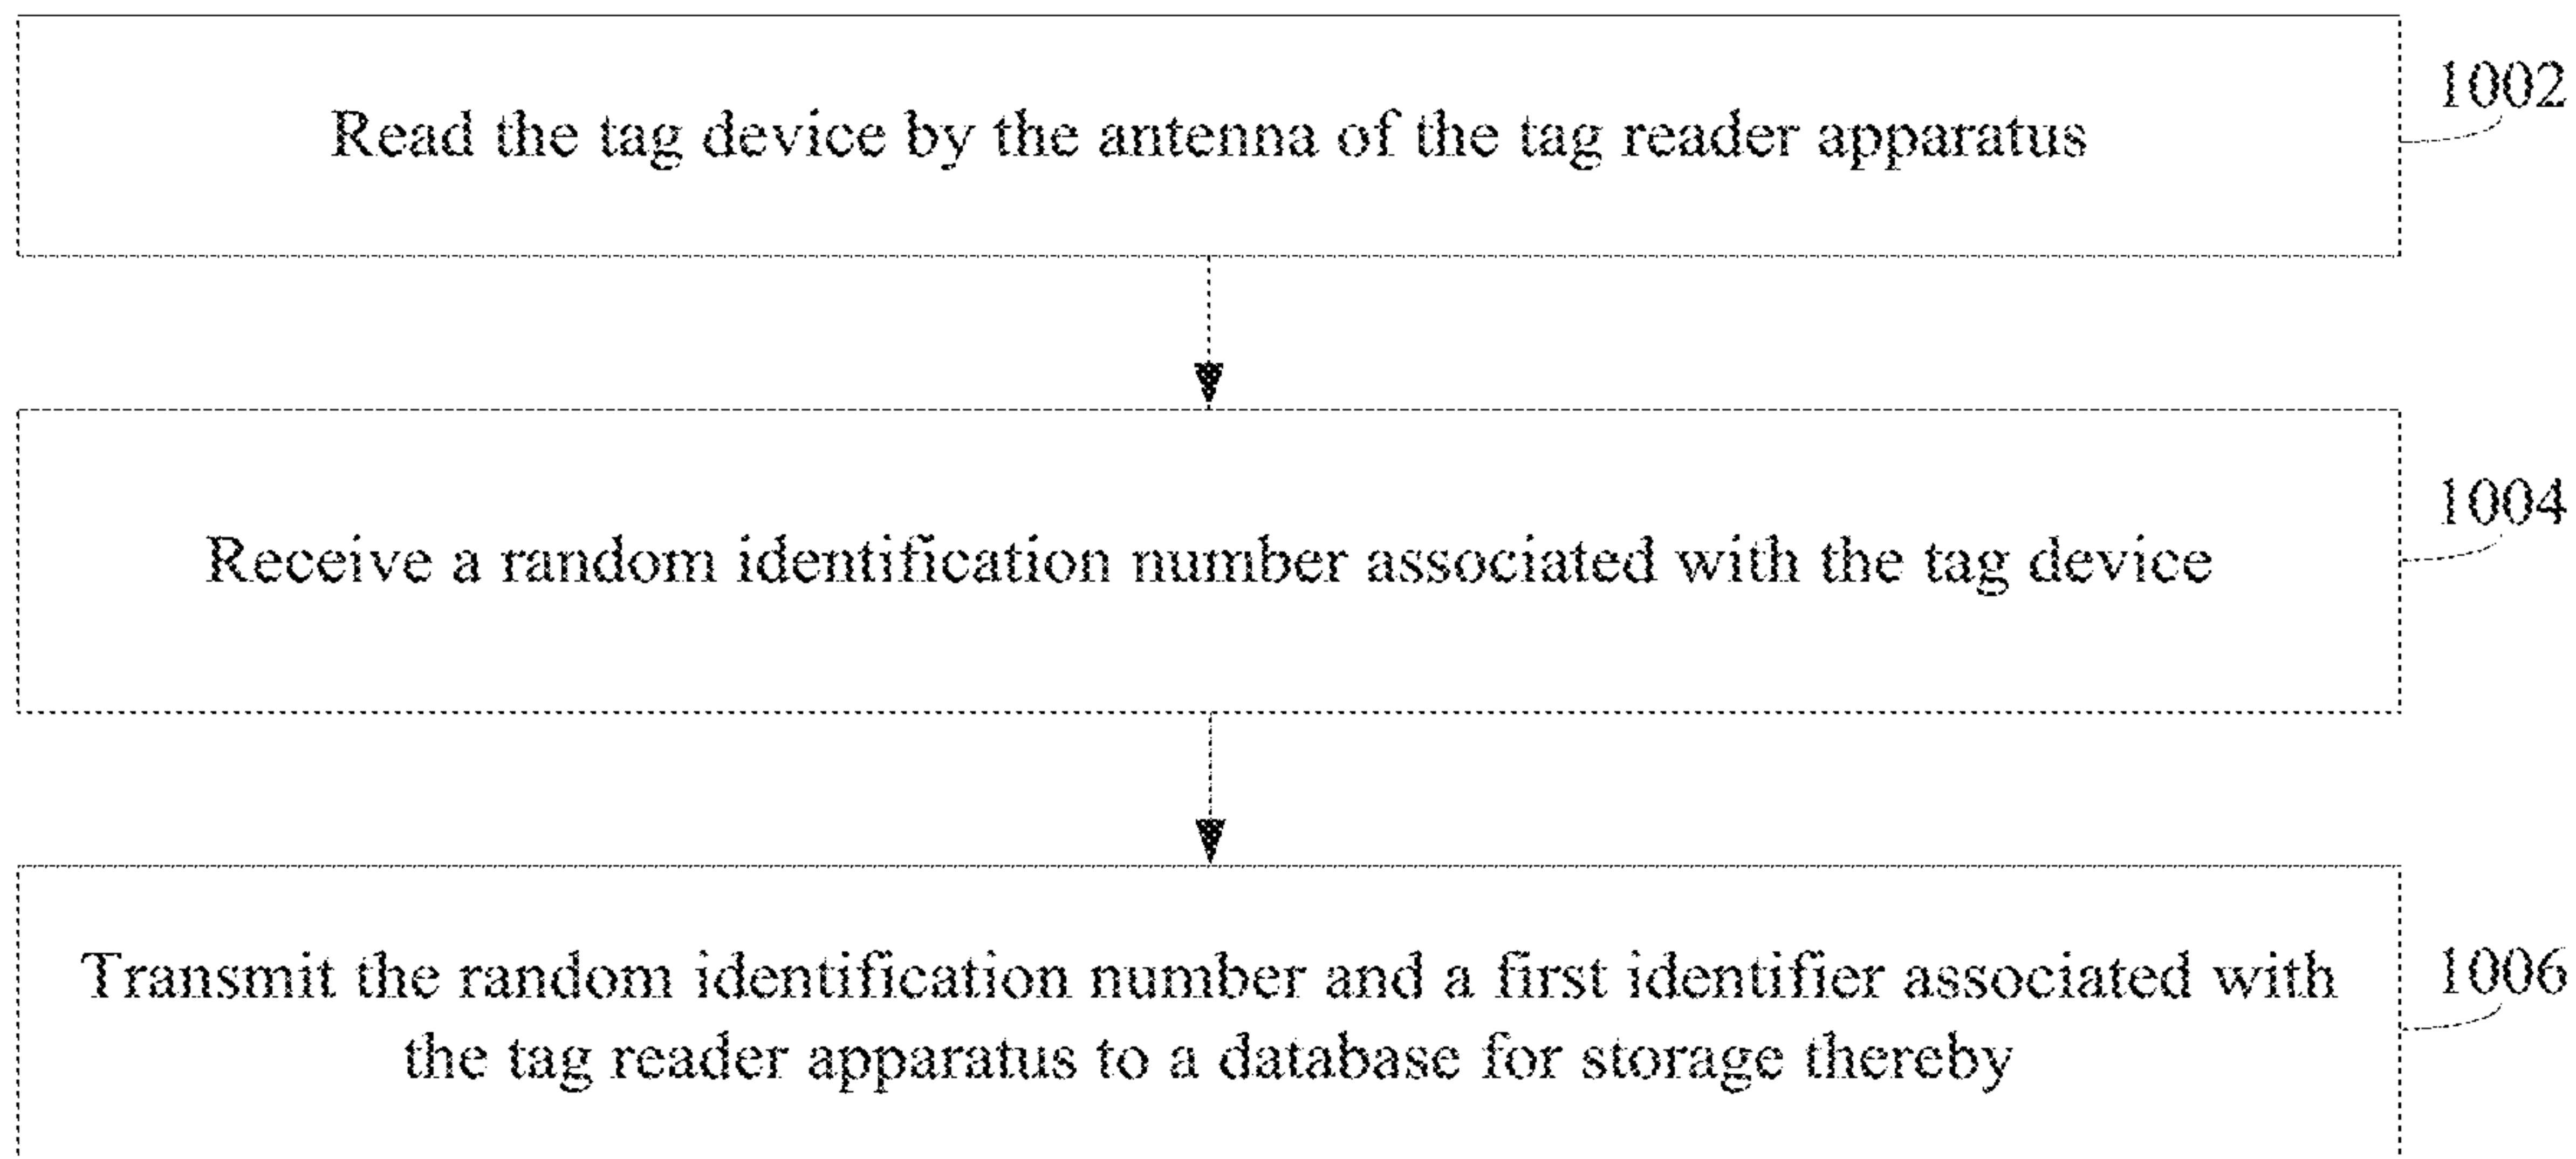 Read the tag device by the antenna of the tag reader apparatus
1002
Receive a random identification number associated with the tag device
1004
Transmit the random identification number and a first identifier associated with
the tag reader apparatus to a database for storage thereby
1006